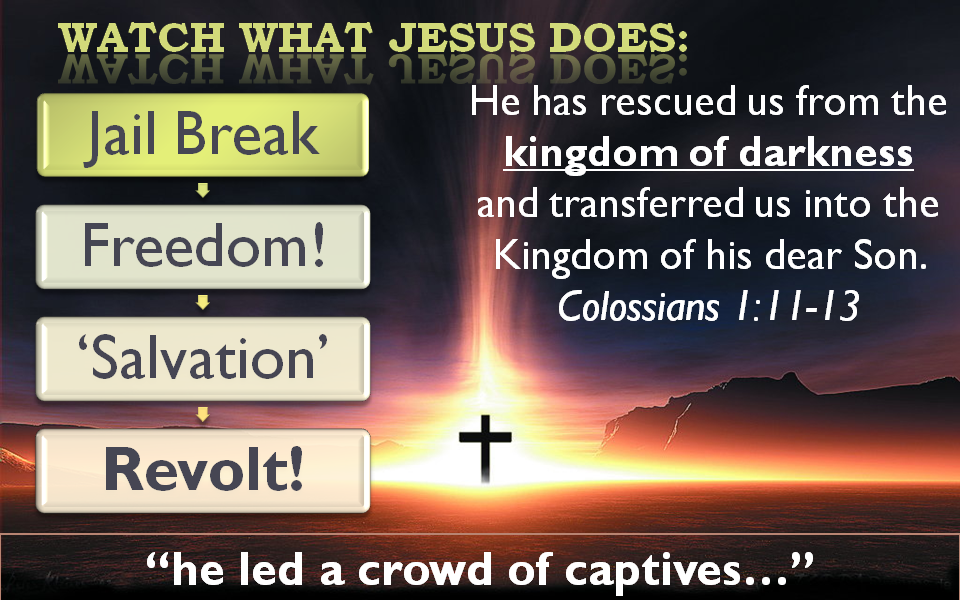 WATCH WHAT JESUS DOES:
Jail Break
Freedom!
‘Salvation’
Revolt!
He has rescued us from the
kingdom of darkness
and transferred us into the
Kingdom of his dear Son.
Colossians 1:11-13
“he led a crowd of captives…”